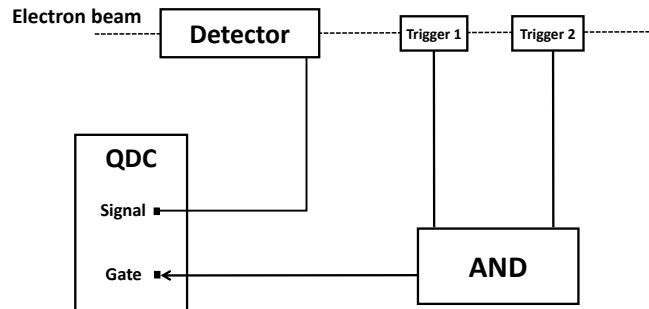 Electron beam
Detector
Trigger 1
Trigger 2
QDC
Signal
Gate
AND